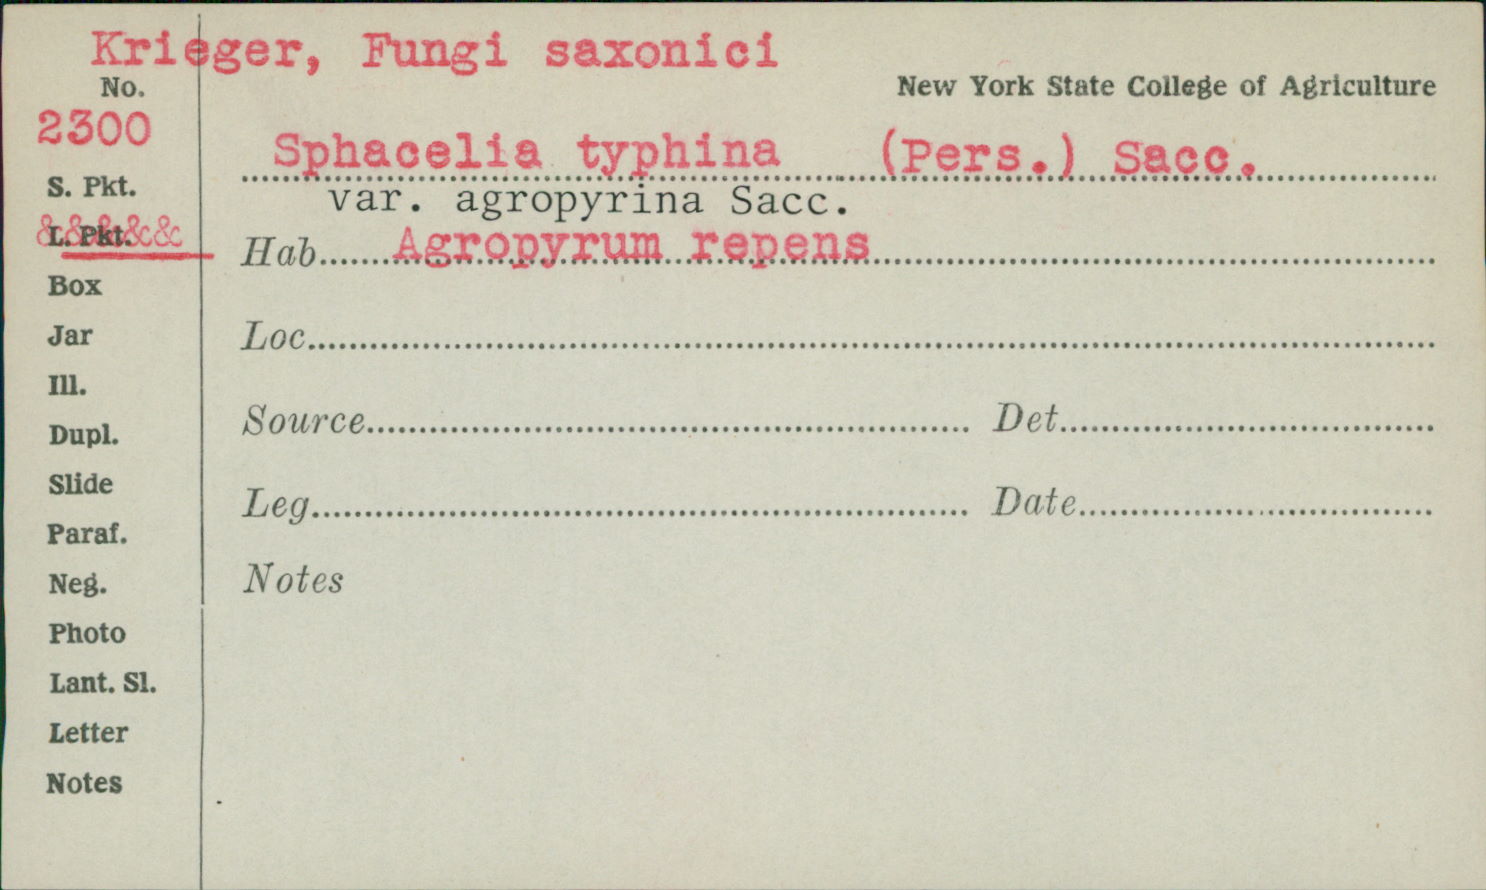 Krieger, Fungi saxonici
No.
New York State College of Agriculture
2300
Sphacelia typhina (Pers.) Sacc.
S. Pkt.
var. agropyrina Sacc.
&&&&&&
L. Pkt.
Hab. Agropyrum repens
Box
Jar
Loc.
Ill.
Dupl.
Source Det.
Slide
Leg. Date
Paraf.
Neg.
Notes
Photo
Lant. Sl.
Letter
Notes